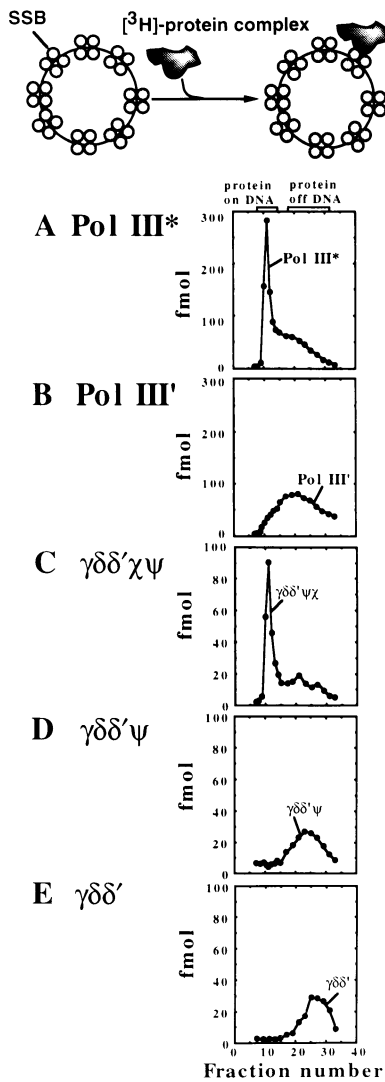 SSB
[³H]-protein complex
protein on DNA
protein off DNA
A Pol III*
300
200
100
0
fmol
Pol III*
B Pol III'
300
200
100
0
fmol
Pol III'
C γδδ′χψ
100
80
60
40
20
0
fmol
γδδ'ψχ
D γδδ′ψ
100
80
60
40
20
0
fmol
γδδ'ψ
E γδδ′
100
80
60
40
20
0
fmol
γδδ'
0 10 20 30 40
Fraction number